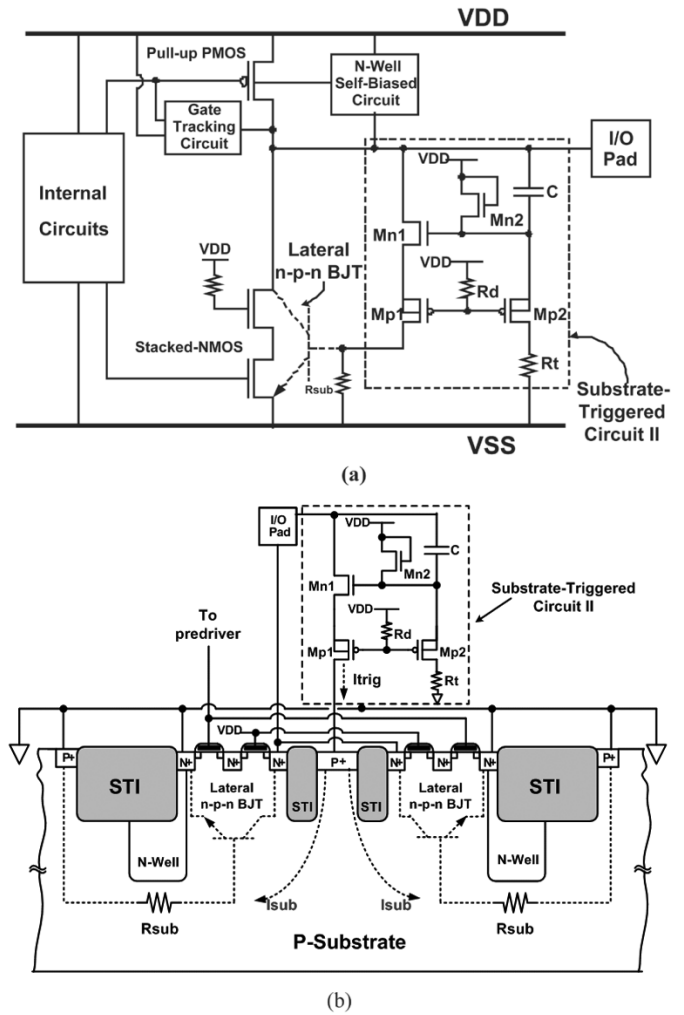 VDD
Pull-up PMOS
N-Well
Self-Biased
Circuit
Gate
Tracking
Circuit
I/O
Pad
Internal
Circuits
VDD
C
Mn2
Mn1
Lateral
n-p-n BJT
VDD
VDD
Rd
Mp1
Mp2
Stacked-NMOS
Rt
Rsub
Substrate-
Triggered
Circuit II
VSS
(a)
I/O
Pad
VDD
C
Mn2
Mn1
Substrate-Triggered
Circuit II
To
predriver
VDD
Rd
Mp1
Mp2
Itrig
Rt
VDD
P+
STI
N+
N+
N+
STI
P+
STI
N+
N+
N+
STI
P+
Lateral
n-p-n BJT
Lateral
n-p-n BJT
N-Well
N-Well
Rsub
Isub
Isub
Rsub
P-Substrate
(b)